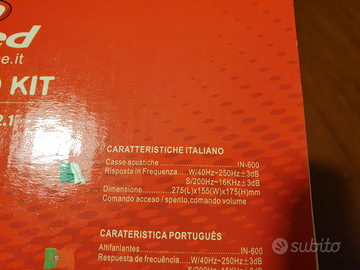 ed
e.it
KIT
2.1
CARATTERISTICHE ITALIANO
Casse acustiche ........................IN-600
Risposta in Frequenza.....W/40Hz~250Hz±3dB
S/200Hz~16KHz±3dB
Dimensione ..........275(L)x155(W)x175(H)mm
Comando acceso / spento,comando volume
CARATERISTICA PORTUGUÊS
Altifaniantes..............................IN-600
Respuesta de frecuência....W/40Hz~250Hz±3dB
subito